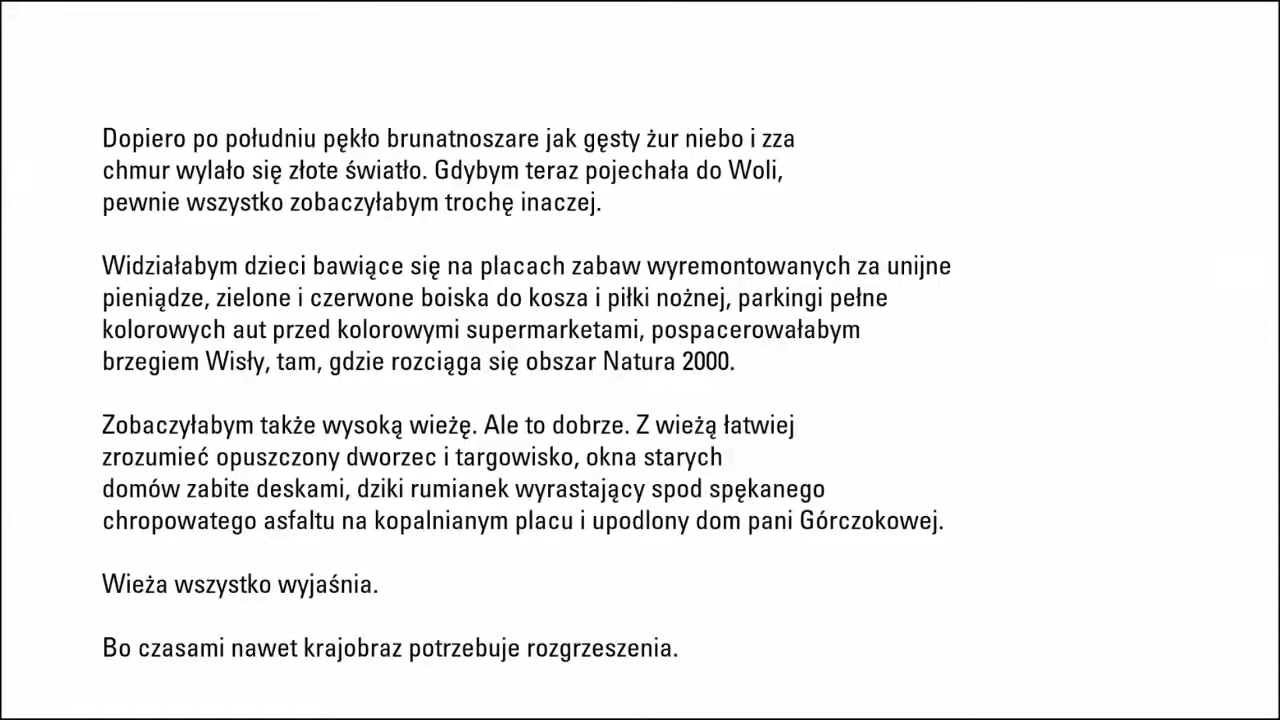 Dopiero po południu pękło brunatnoszare jak gęsty żur niebo i zza
chmur wylało się złote światło. Gdybym teraz pojechała do Woli,
pewnie wszystko zobaczyłabym trochę inaczej.
Widziałabym dzieci bawiące się na placach zabaw wyremontowanych za unijne
pieniądze, zielone i czerwone boiska do kosza i piłki nożnej, parkingi pełne
kolorowych aut przed kolorowymi supermarketami, pospacerowałabym
brzegiem Wisły, tam, gdzie rozciąga się obszar Natura 2000.
Zobaczyłabym także wysoką wieżę. Ale to dobrze. Z wieżą łatwiej
zrozumieć opuszczony dworzec i targowisko, okna starych
domów zabite deskami, dziki rumianek wyrastający spod spękanego
chropowatego asfaltu na kopalnianym placu i upodlony dom pani Górczokowej.
Wieża wszystko wyjaśnia.
Bo czasami nawet krajobraz potrzebuje rozgrzeszenia.